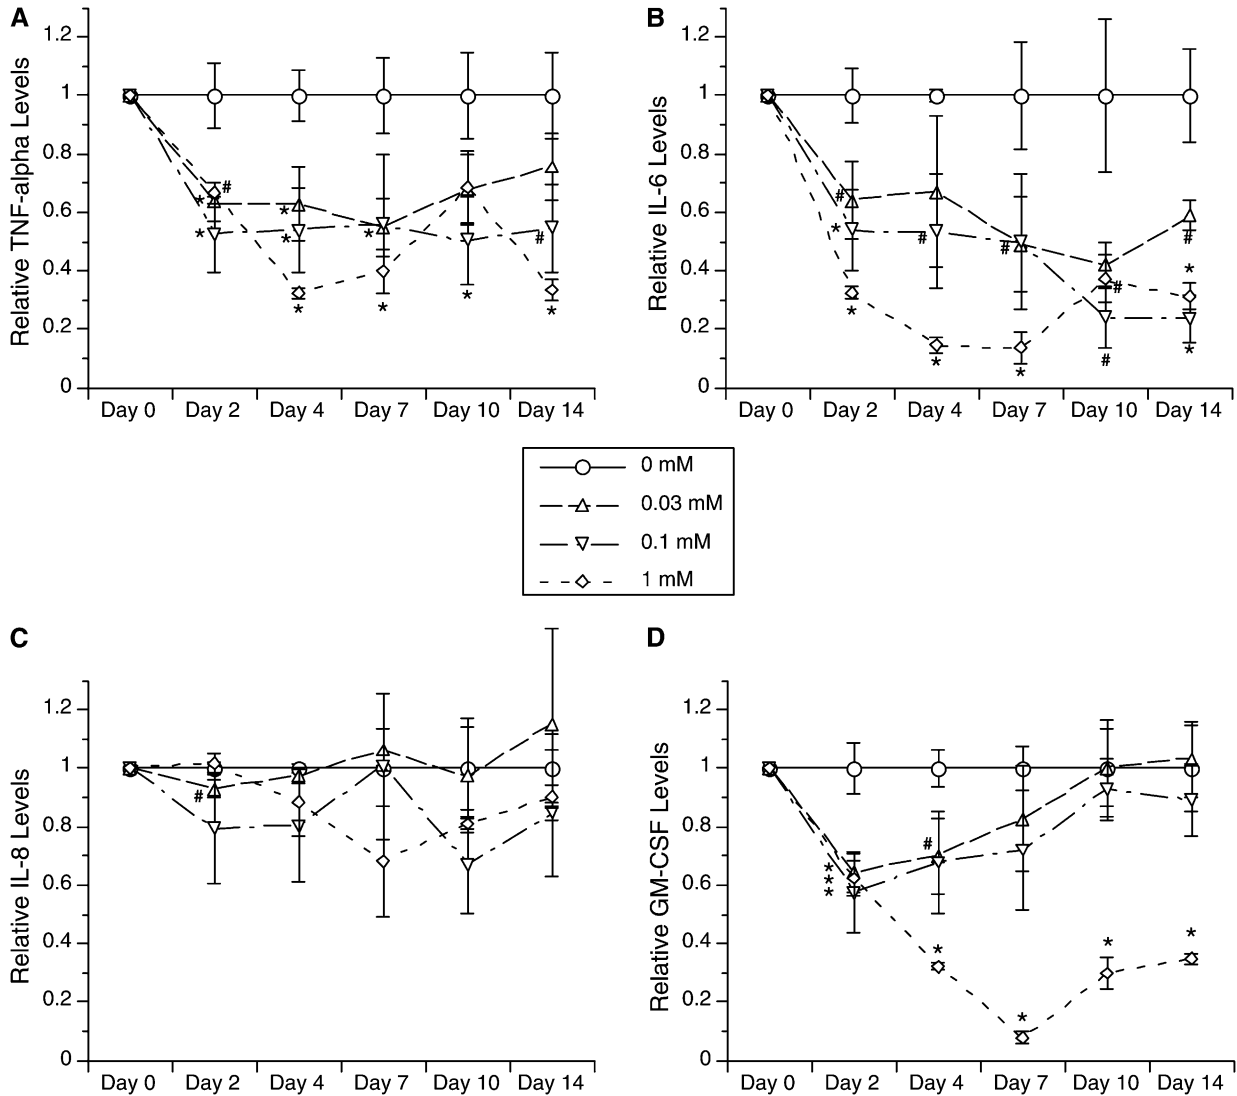 A
Relative TNF-alpha Levels
1.2
1
0.8
0.6
0.4
0.2
0
* # * * * * * * # * *
Day 0 Day 2 Day 4 Day 7 Day 10 Day 14
B
Relative IL-6 Levels
1.2
1
0.8
0.6
0.4
0.2
0
# * * # * # * # # # * *
Day 0 Day 2 Day 4 Day 7 Day 10 Day 14
0 mM
0.03 mM
0.1 mM
1 mM
C
Relative IL-8 Levels
1.2
1
0.8
0.6
0.4
0.2
0
#
Day 0 Day 2 Day 4 Day 7 Day 10 Day 14
D
Relative GM-CSF Levels
1.2
1
0.8
0.6
0.4
0.2
0
* * * # * * * *
Day 0 Day 2 Day 4 Day 7 Day 10 Day 14